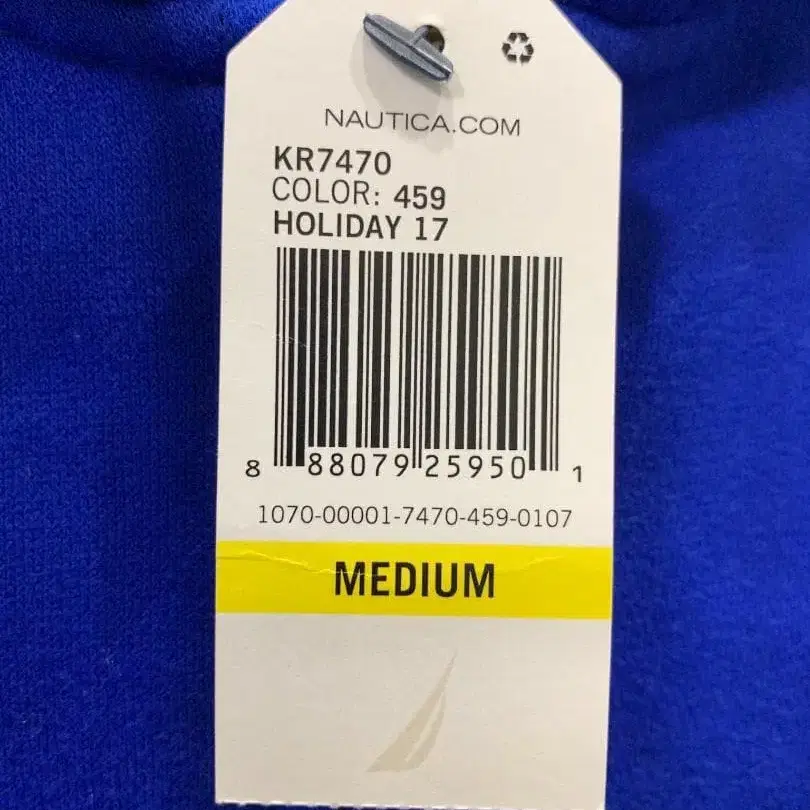 NAUTICA.COM
KR7470
COLOR: 459
HOLIDAY 17
8 88079 25950 1
1070-00001-7470-459-0107
MEDIUM